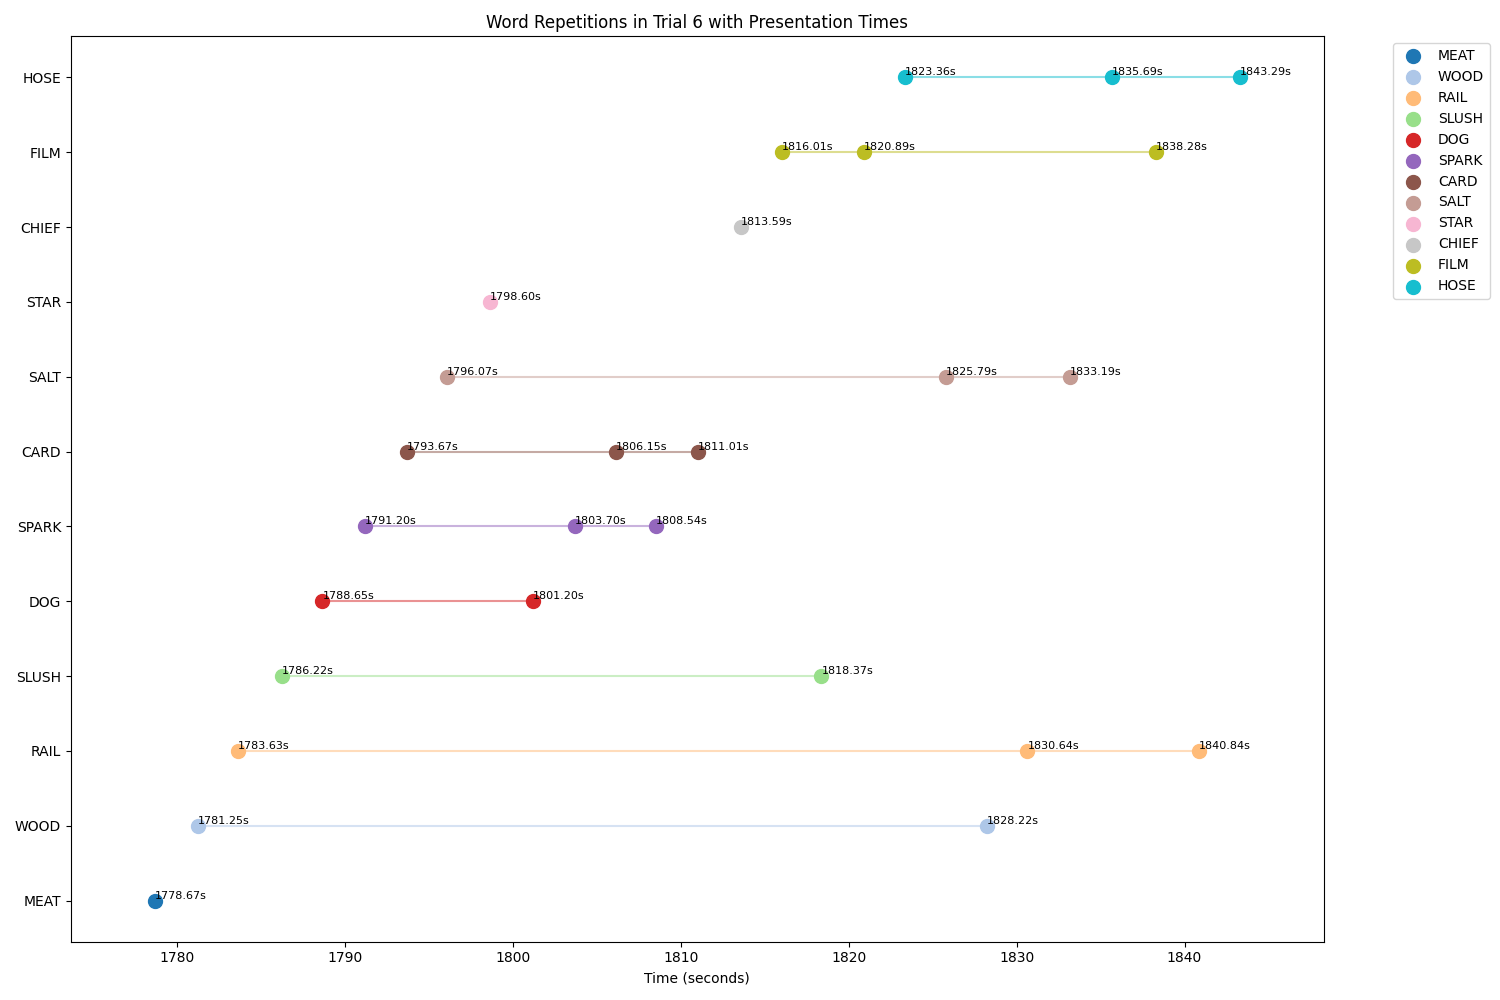 Word Repetitions in Trial 6 with Presentation Times
HOSE
1823.36s 1835.69s 1843.29s
FILM
1816.01s 1820.89s 1838.28s
CHIEF
1813.59s
STAR
1798.60s
SALT
1796.07s 1825.79s 1833.19s
CARD
1793.67s 1806.15s 1811.01s
SPARK
1791.20s 1803.70s 1808.54s
DOG
1788.65s 1801.20s
SLUSH
1786.22s 1818.37s
RAIL
1783.63s 1830.64s 1840.84s
WOOD
1781.25s 1828.22s
MEAT
1778.67s
1780 1790 1800 1810 1820 1830 1840
Time (seconds)
MEAT
WOOD
RAIL
SLUSH
DOG
SPARK
CARD
SALT
STAR
CHIEF
FILM
HOSE